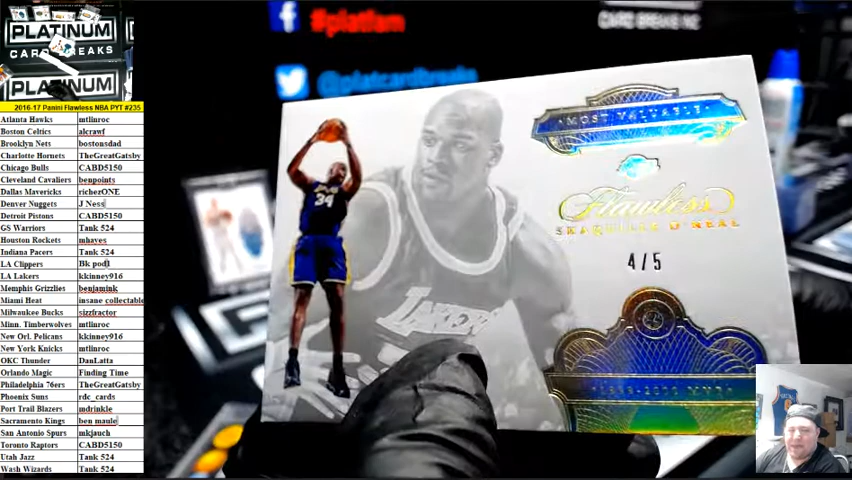 PLATINUM
CARD BREAKS
PLATINUM
2016-17 Panini Flawless NBA PYT #235
Atlanta Hawks mtlinroc
Boston Celtics alcrawf
Brooklyn Nets bostonsdad
Charlotte Hornets TheGreatGatsby
Chicago Bulls CABD5150
Cleveland Cavaliers benpoints
Dallas Mavericks richerONE
Denver Nuggets J Ness
Detroit Pistons CABD5150
GS Warriors Tank 524
Houston Rockets mhayes
Indiana Pacers Tank 524
LA Clippers Bk pod1
LA Lakers kkinney916
Memphis Grizzlies benjamink
Miami Heat insane collectable
Milwaukee Bucks sizzfractor
Minn. Timberwolves mtlinroc
New Orl. Pelicans kkinney916
New York Knicks mtlinroc
OKC Thunder DanLatta
Orlando Magic Finding Time
Philadelphia 76ers TheGreatGatsby
Phoenix Suns rdc_cards
Port Trail Blazers mdrinkle
Sacramento Kings ben maule
San Antonio Spurs mkjauch
Toronto Raptors CABD5150
Utah Jazz Tank 524
Wash Wizards Tank 524
#platfam
@platcardbreaks
CARD BREAKS
MOST VALUABLE
Flawless
SHAQUILLE O'NEAL
4/5
34
LAKERS